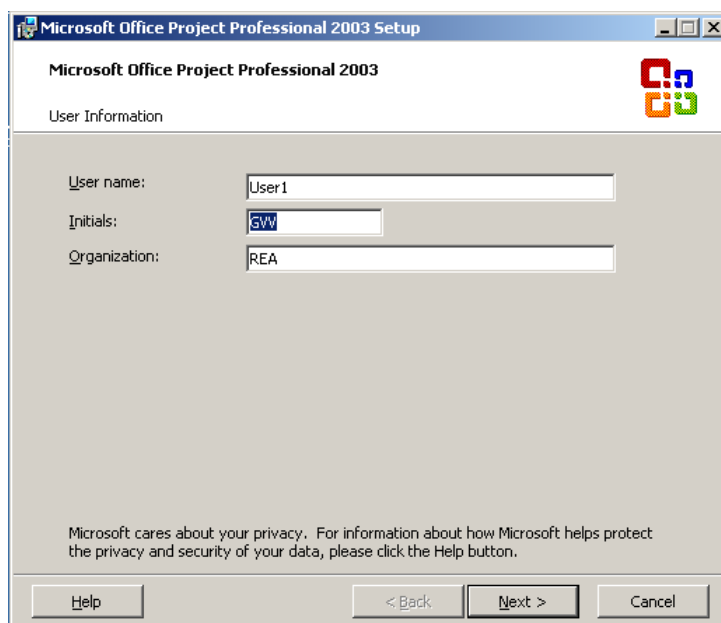 Microsoft Office Project Professional 2003 Setup
Microsoft Office Project Professional 2003
User Information
User name:
User1
Initials:
GVV
Organization:
REA
Microsoft cares about your privacy. For information about how Microsoft helps protect
the privacy and security of your data, please click the Help button.
Help
< Back
Next >
Cancel